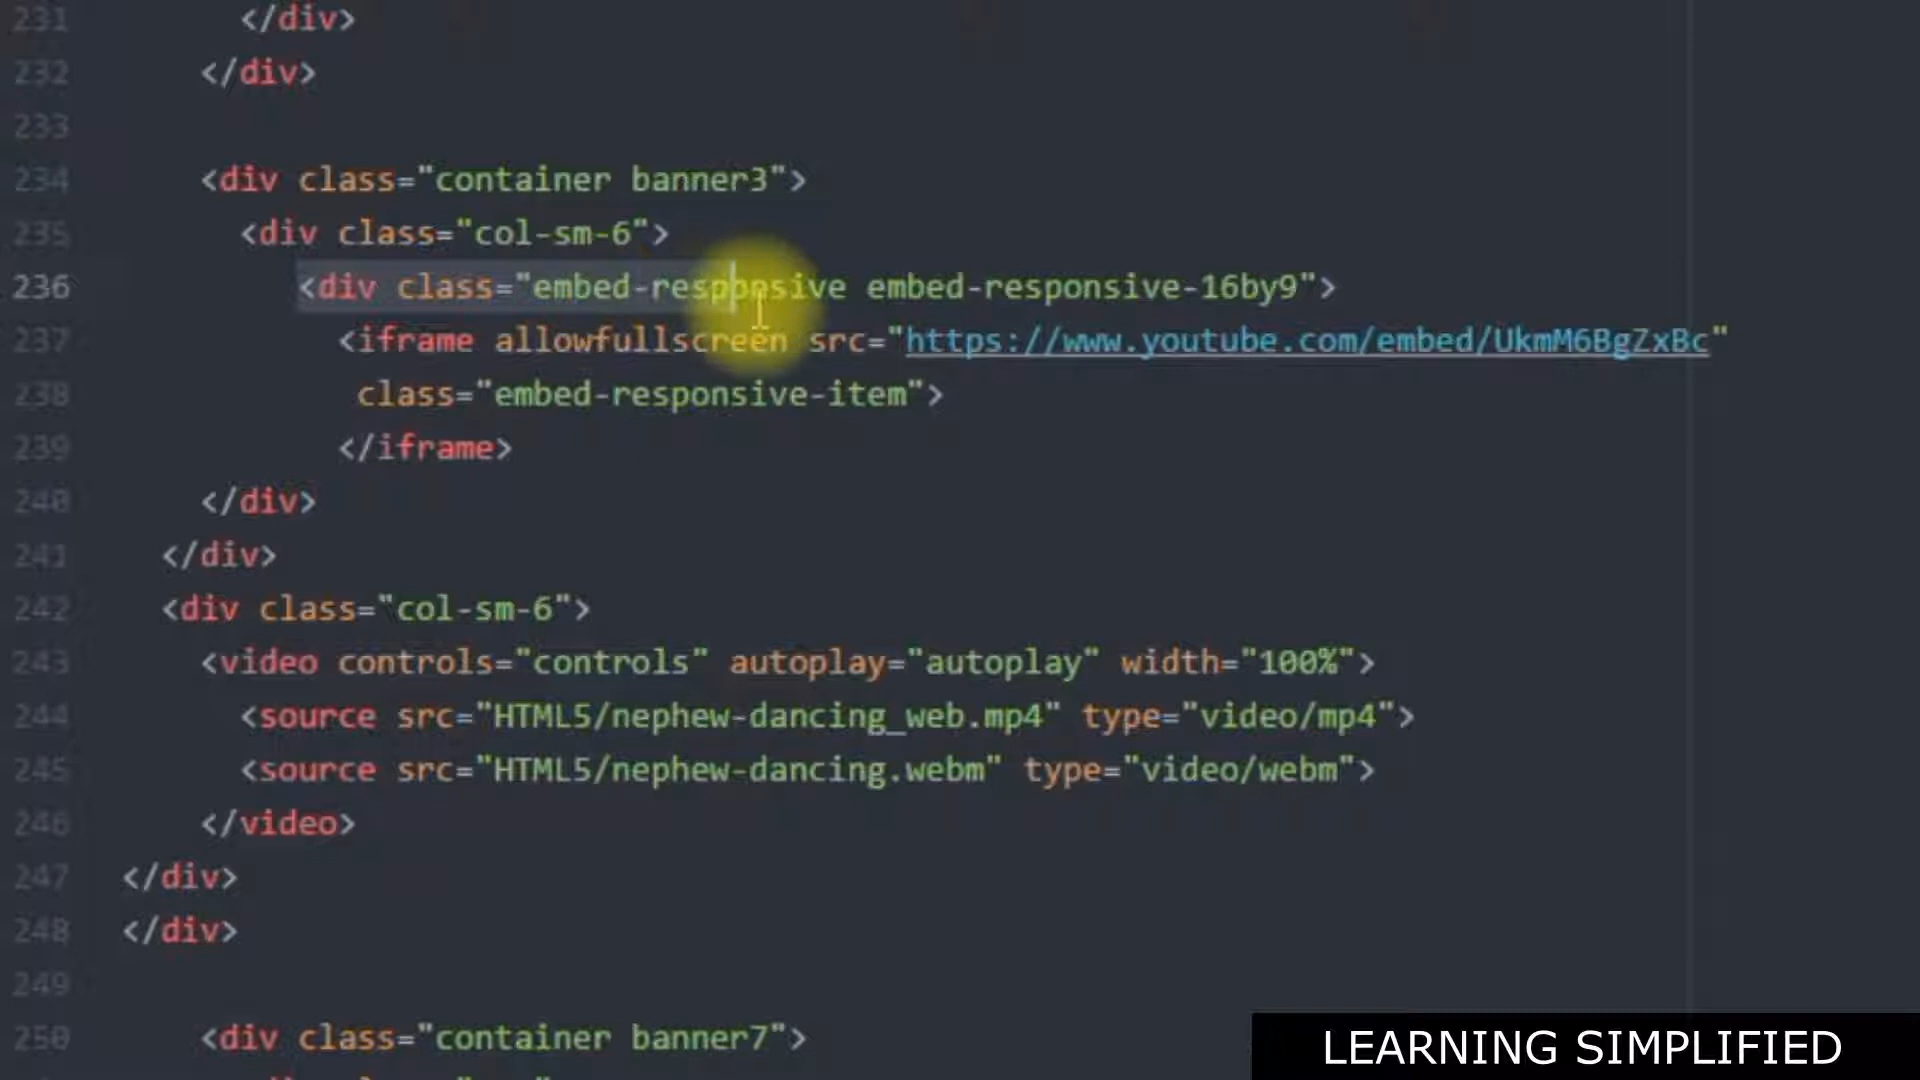 231 </div>
232 </div>
233
234 <div class="container banner3">
235 <div class="col-sm-6">
236 <div class="embed-responsive embed-responsive-16by9">
237 <iframe allowfullscreen src="https://www.youtube.com/embed/UkmM6BgZxBc"
238 class="embed-responsive-item">
239 </iframe>
240 </div>
241 </div>
242 <div class="col-sm-6">
243 <video controls="controls" autoplay="autoplay" width="100%">
244 <source src="HTML5/nephew-dancing_web.mp4" type="video/mp4">
245 <source src="HTML5/nephew-dancing.webm" type="video/webm">
246 </video>
247 </div>
248 </div>
249
250 <div class="container banner7">
LEARNING SIMPLIFIED